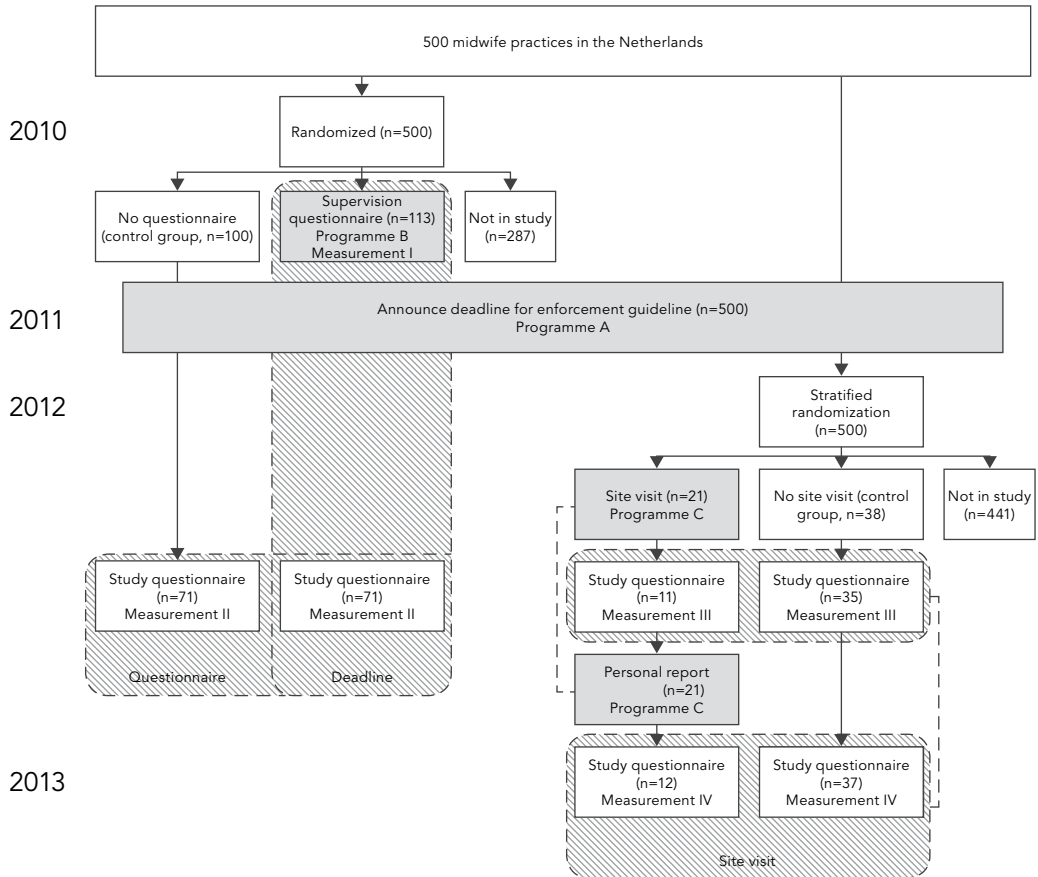 500 midwife practices in the Netherlands
2010
Randomized (n=500)
No questionnaire
(control group, n=100)
Supervision
questionnaire (n=113)
Programme B
Measurement I
Not in study
(n=287)
2011
Announce deadline for enforcement guideline (n=500)
Programme A
2012
Stratified
randomization
(n=500)
Site visit (n=21)
Programme C
No site visit (control
group, n=38)
Not in study
(n=441)
Study questionnaire
(n=71)
Measurement II
Study questionnaire
(n=71)
Measurement II
Study questionnaire
(n=11)
Measurement III
Study questionnaire
(n=35)
Measurement III
Questionnaire
Deadline
Personal report
(n=21)
Programme C
2013
Study questionnaire
(n=12)
Measurement IV
Study questionnaire
(n=37)
Measurement IV
Site visit